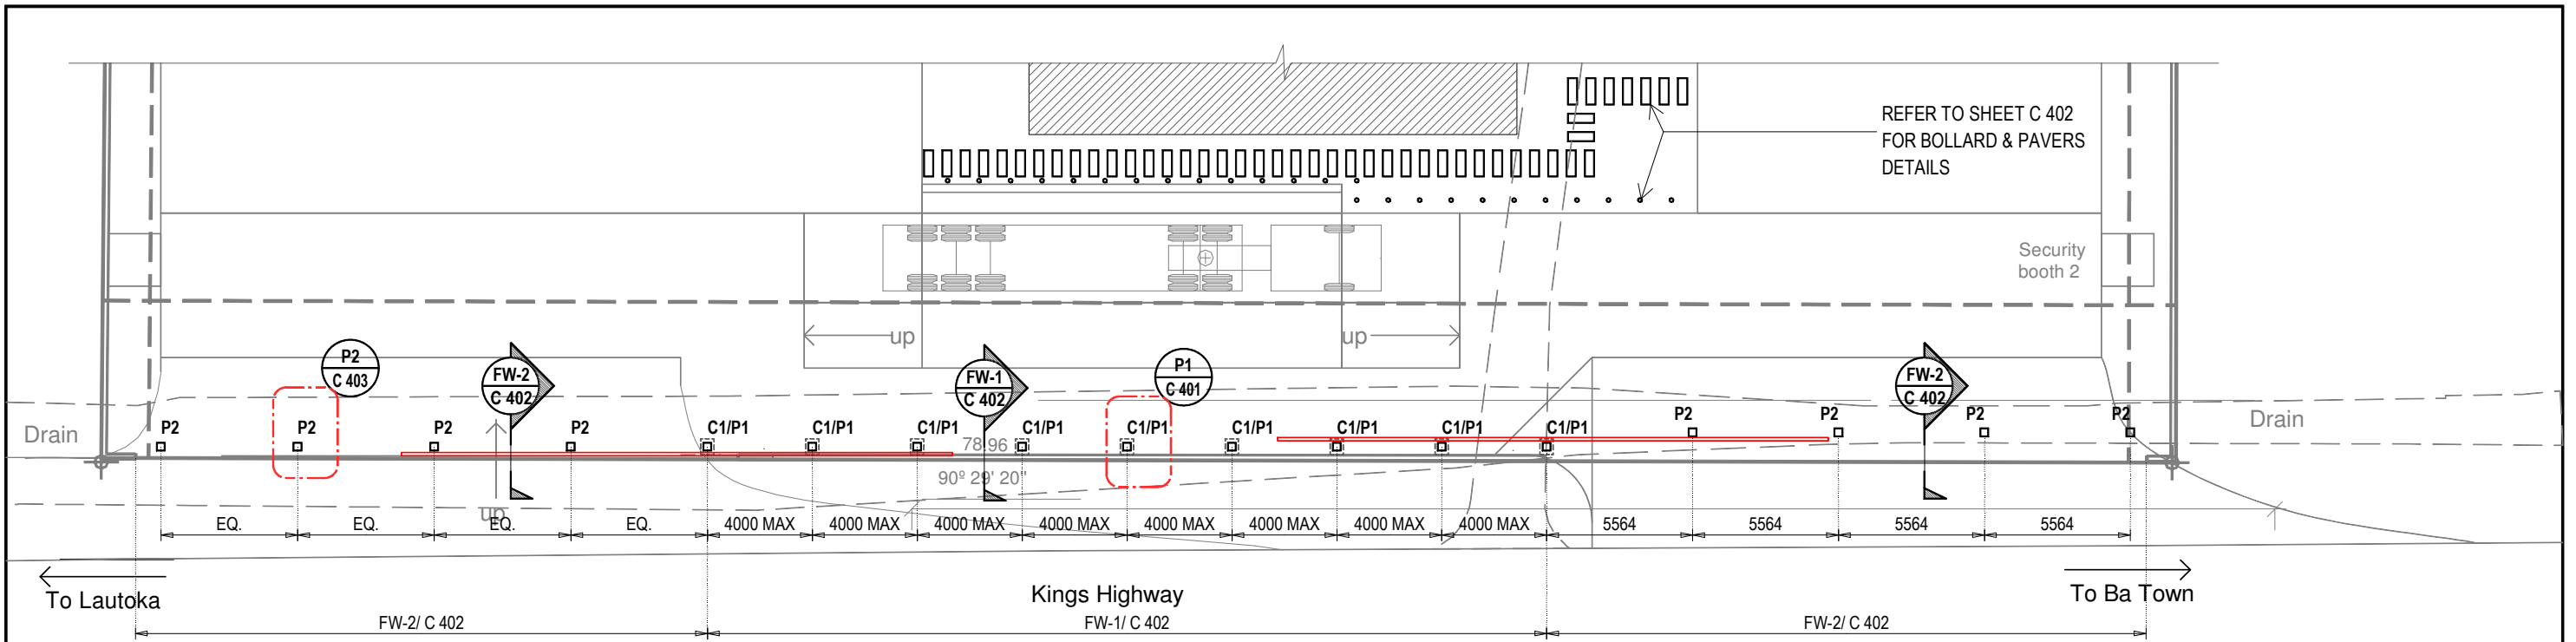 REFER TO SHEET C 402
FOR BOLLARD & PAVERS
DETAILS
Security
booth 2
up
up
P2
C 403
FW-2
C 402
FW-1
C 402
P1
C 401
FW-2
C 402
Drain
P2
P2
P2
P2
C1/P1
C1/P1
C1/P1
C1/P1
C1/P1
C1/P1
C1/P1
C1/P1
C1/P1
P2
P2
P2
P2
Drain
78.96
90º 29' 20"
up
EQ.
EQ.
EQ.
EQ.
4000 MAX
4000 MAX
4000 MAX
4000 MAX
4000 MAX
4000 MAX
4000 MAX
4000 MAX
5564
5564
5564
5564
To Lautoka
Kings Highway
To Ba Town
FW-2/ C 402
FW-1/ C 402
FW-2/ C 402